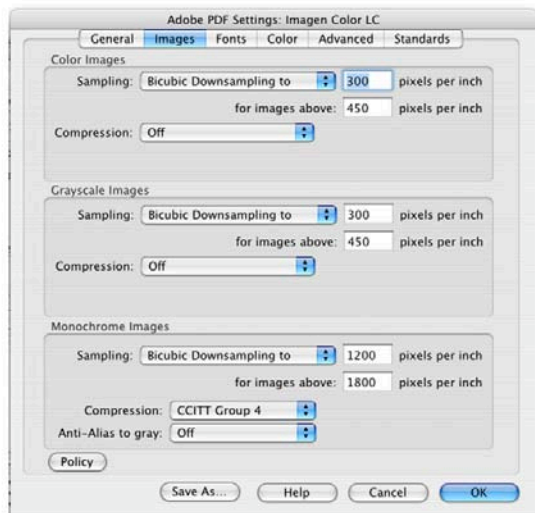 Adobe PDF Settings: Imagen Color LC
General Images Fonts Color Advanced Standards
Color Images
Sampling: Bicubic Downsampling to 300 pixels per inch
for images above: 450 pixels per inch
Compression: Off
Grayscale Images
Sampling: Bicubic Downsampling to 300 pixels per inch
for images above: 450 pixels per inch
Compression: Off
Monochrome Images
Sampling: Bicubic Downsampling to 1200 pixels per inch
for images above: 1800 pixels per inch
Compression: CCITT Group 4
Anti-Alias to gray: Off
Policy
Save As... Help Cancel OK